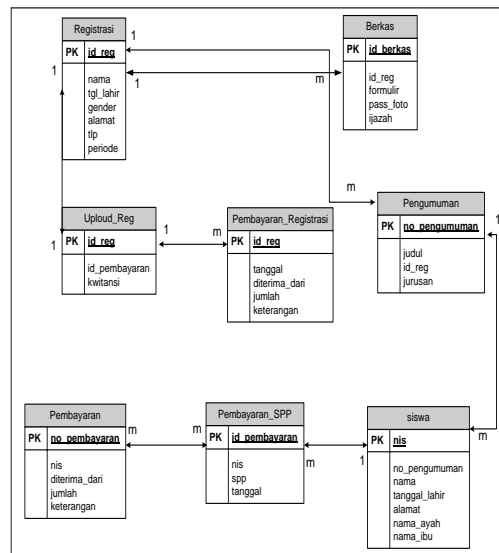 Registrasi
PK id_reg
nama
tgl_lahir
gender
alamat
tlp
periode
1
1
1
m
Berkas
PK id_berkas
id_reg
formulir
pass_foto
ijazah
Uploud_Reg
PK id_reg
id_pembayaran
kwitansi
1
1
m
Pembayaran_Registrasi
PK id_reg
tanggal
diterima_dari
jumlah
keterangan
m
Pengumuman
PK no_pengumuman
judul
id_reg
jurusan
1
Pembayaran
PK no_pembayaran
nis
diterima_dari
jumlah
keterangan
m
m
Pembayaran_SPP
PK id_pembayaran
nis
spp
tanggal
m
1
siswa
PK nis
no_pengumuman
nama
tanggal_lahir
alamat
nama_ayah
nama_ibu
m